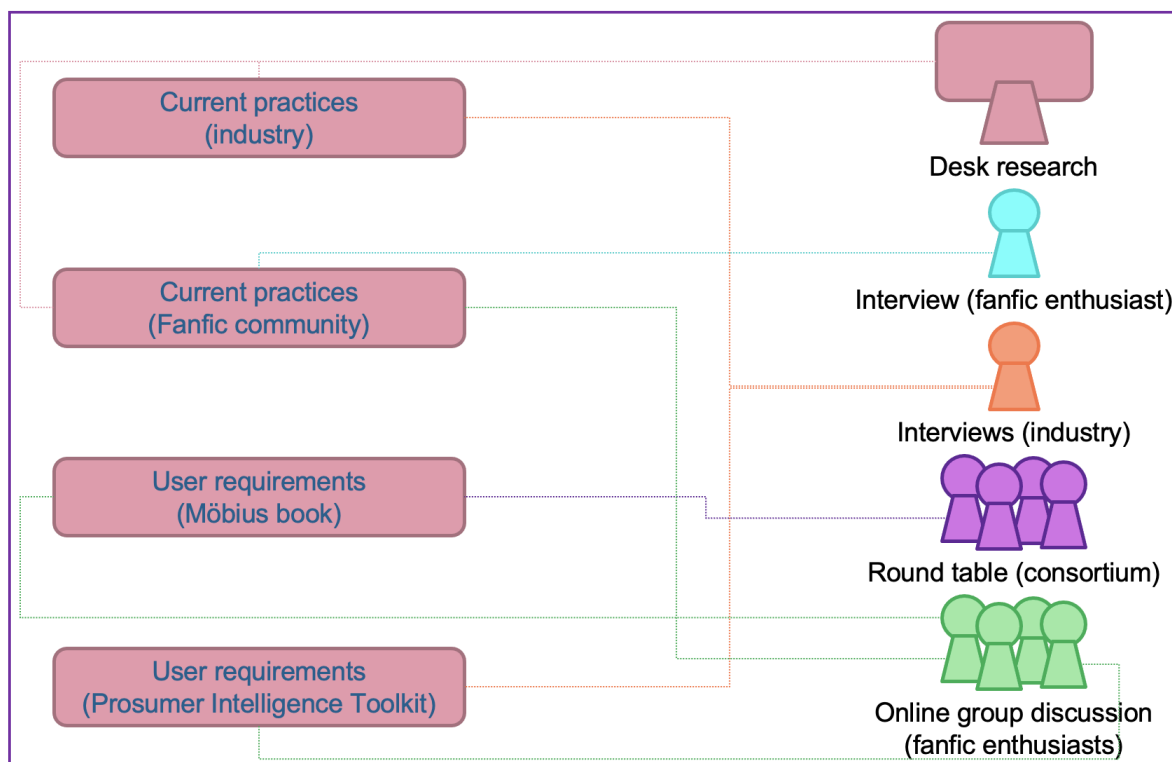 Current practices
(industry)
Current practices
(Fanfic community)
User requirements
(Möbius book)
User requirements
(Prosumer Intelligence Toolkit)
Desk research
Interview (fanfic enthusiast)
Interviews (industry)
Round table (consortium)
Online group discussion
(fanfic enthusiasts)